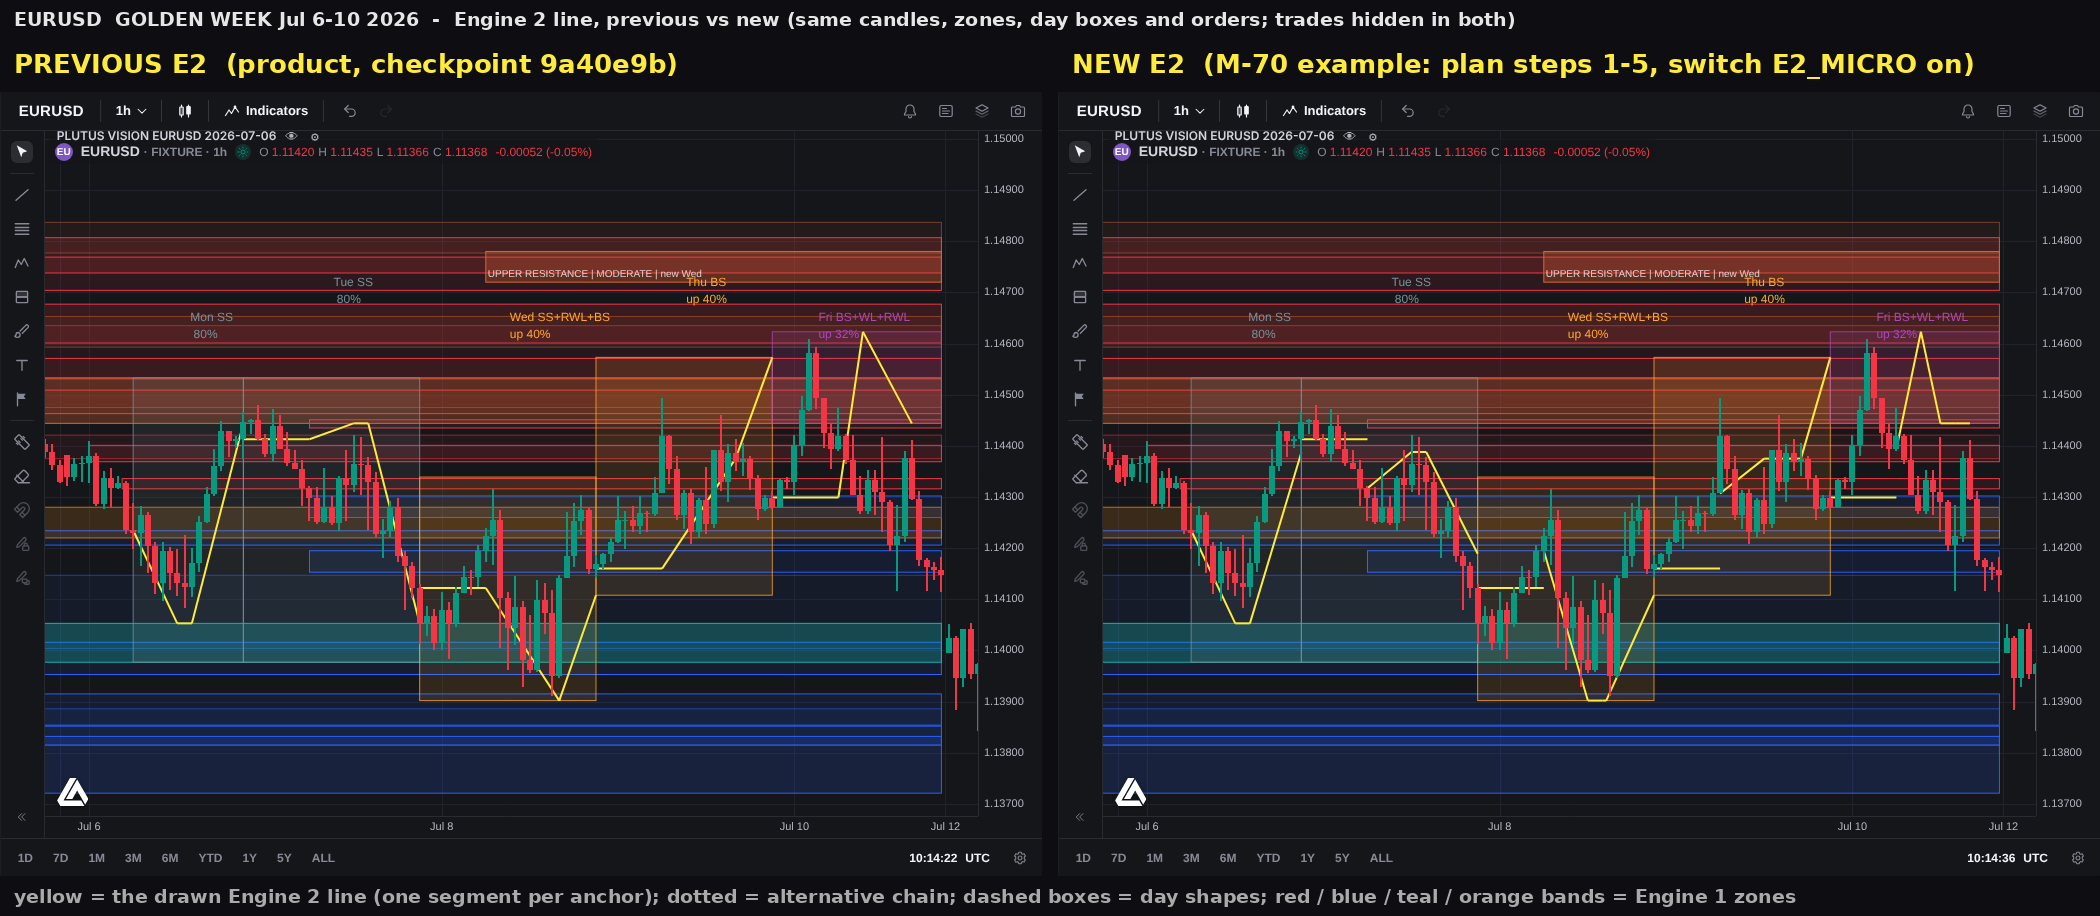 EURUSD  GOLDEN WEEK Jul 6-10 2026  -  Engine 2 line, previous vs new (same candles, zones, day boxes and orders; trades hidden in both)
PREVIOUS E2  (product, checkpoint 9a40e9b)
EURUSD 1h Indicators
PLUTUS VISION EURUSD 2026-07-06
EU EURUSD · FIXTURE · 1h O 1.11420 H 1.11435 L 1.11366 C 1.11368 -0.00052 (-0.05%)
1.15000
1.14900
1.14800
UPPER RESISTANCE | MODERATE | new Wed
Tue SS
80%
Thu BS
up 40%
1.14700
Mon SS
80%
Wed SS+RWL+BS
up 40%
Fri BS+WL+RWL
up 32%
1.14600
1.14500
1.14400
1.14300
1.14200
1.14100
1.14000
1.13900
1.13800
1.13700
Jul 6 Jul 8 Jul 10 Jul 12
1D 7D 1M 3M 6M YTD 1Y 5Y ALL 10:14:22 UTC
NEW E2  (M-70 example: plan steps 1-5, switch E2_MICRO on)
EURUSD 1h Indicators
PLUTUS VISION EURUSD 2026-07-06
EU EURUSD · FIXTURE · 1h O 1.11420 H 1.11435 L 1.11366 C 1.11368 -0.00052 (-0.05%)
1.15000
1.14900
1.14800
UPPER RESISTANCE | MODERATE | new Wed
Tue SS
80%
Thu BS
up 40%
1.14700
Mon SS
80%
Wed SS+RWL+BS
up 40%
Fri BS+WL+RWL
up 32%
1.14600
1.14500
1.14400
1.14300
1.14200
1.14100
1.14000
1.13900
1.13800
1.13700
Jul 6 Jul 8 Jul 10 Jul 12
1D 7D 1M 3M 6M YTD 1Y 5Y ALL 10:14:36 UTC
yellow = the drawn Engine 2 line (one segment per anchor); dotted = alternative chain; dashed boxes = day shapes; red / blue / teal / orange bands = Engine 1 zones